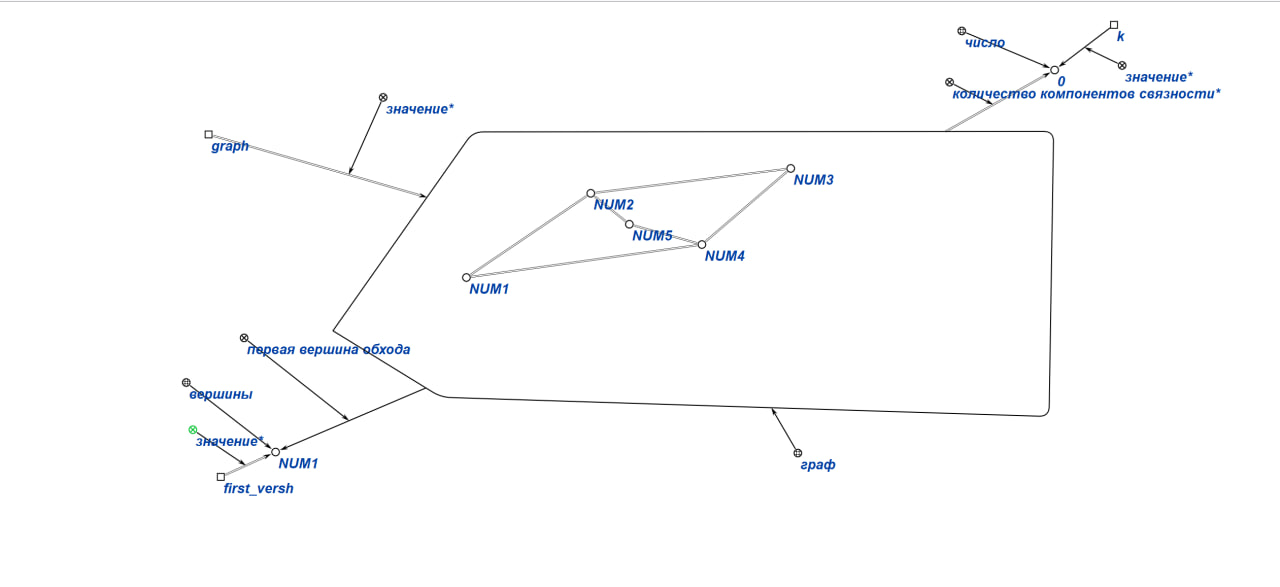 число
k
значение*
0
количество компонентов связности*
значение*
graph
NUM3
NUM2
NUM5
NUM4
NUM1
первая вершина обхода
вершины
значение*
NUM1
граф
first_versh